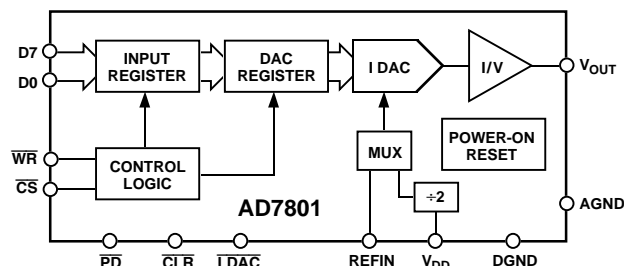 D7
D0
INPUT
REGISTER
DAC
REGISTER
I DAC
I/V
VOUT
WR
CS
CONTROL
LOGIC
MUX
POWER-ON
RESET
÷2
AD7801
AGND
PD
CLR
LDAC
REFIN
VDD
DGND